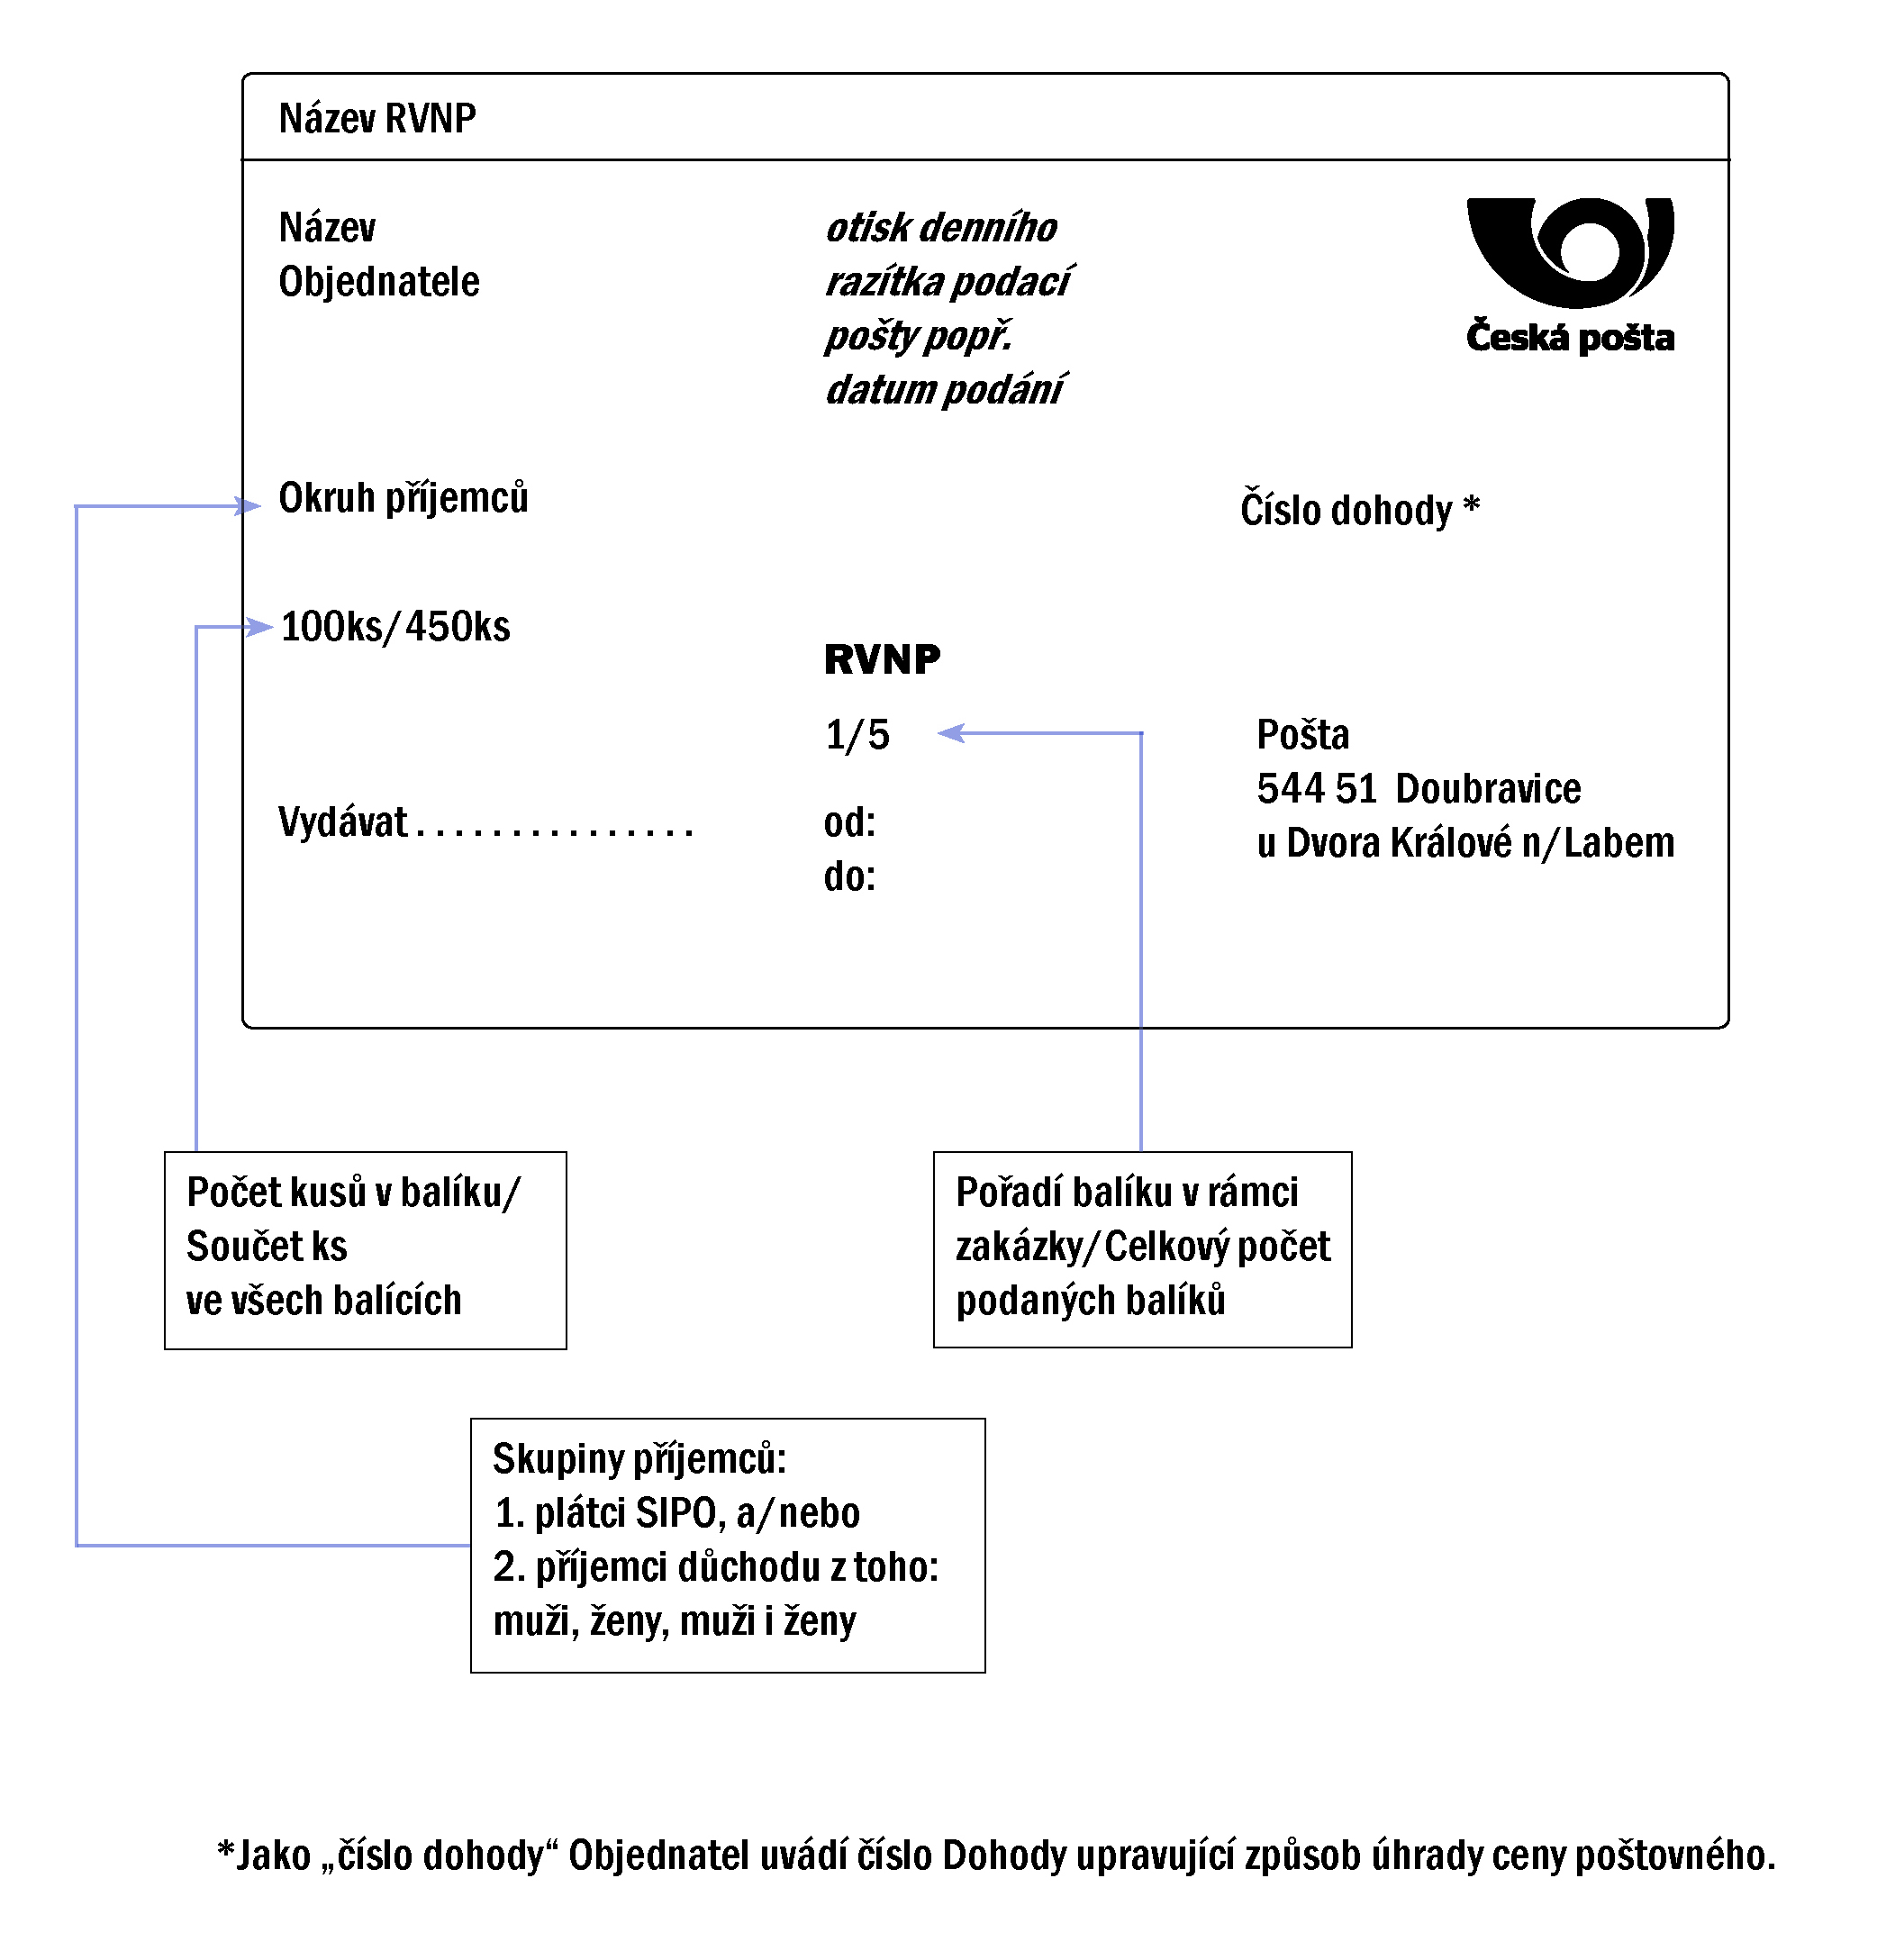 Název RVNP
Název
Objednatele
otisk denního
razítka podací
pošty popř.
datum podání
Česká pošta
Okruh příjemců
Číslo dohody *
100ks/450ks
RVNP
1/5
Pošta
544 51 Doubravice
u Dvora Králové n/Labem
Vydávat . . . . . . . . . . . . . . .
od:
do:
Počet kusů v balíku/
Součet ks
ve všech balících
Pořadí balíku v rámci
zakázky/Celkový počet
podaných balíků
Skupiny příjemců:
1. plátci SIPO, a/nebo
2. příjemci důchodu z toho:
muži, ženy, muži i ženy
*Jako „číslo dohody“ Objednatel uvádí číslo Dohody upravující způsob úhrady ceny poštovného.